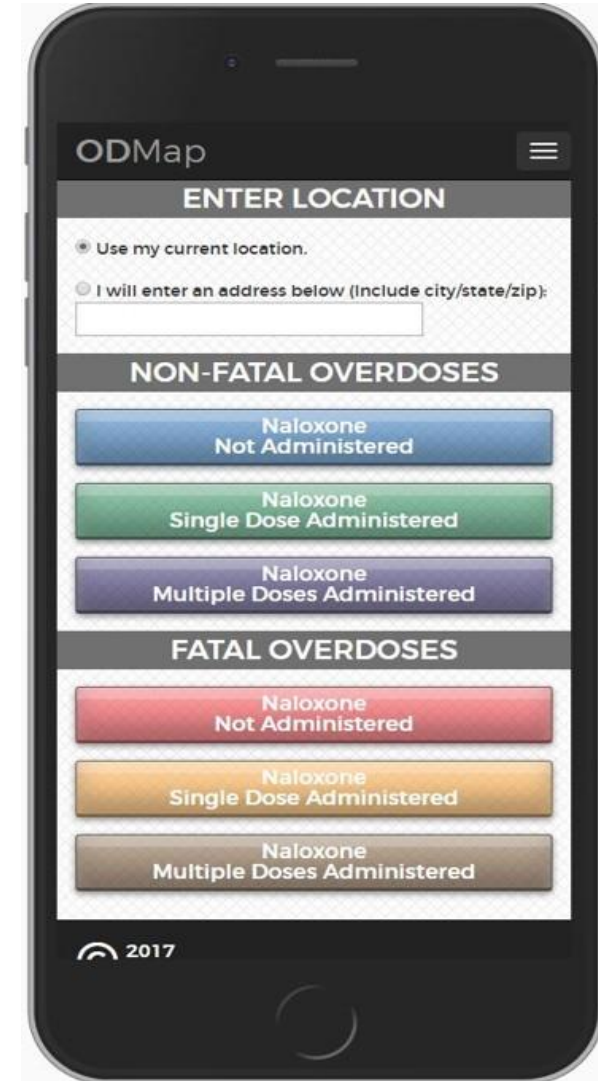 ODMap
ENTER LOCATION
Use my current location.
I will enter an address below (include city/state/zip):
NON-FATAL OVERDOSES
Naloxone
Not Administered
Naloxone
Single Dose Administered
Naloxone
Multiple Doses Administered
FATAL OVERDOSES
Naloxone
Not Administered
Naloxone
Single Dose Administered
Naloxone
Multiple Doses Administered
© 2017